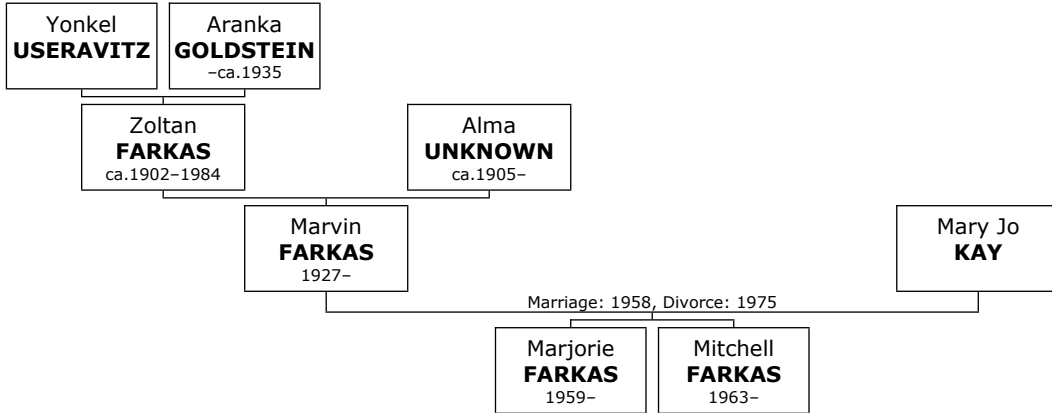 Yonkel
USERAVITZ
Aranka
GOLDSTEIN
–ca.1935
Zoltan
FARKAS
ca.1902–1984
Alma
UNKNOWN
ca.1905–
Marvin
FARKAS
1927–
Mary Jo
KAY
Marriage: 1958, Divorce: 1975
Marjorie
FARKAS
1959–
Mitchell
FARKAS
1963–